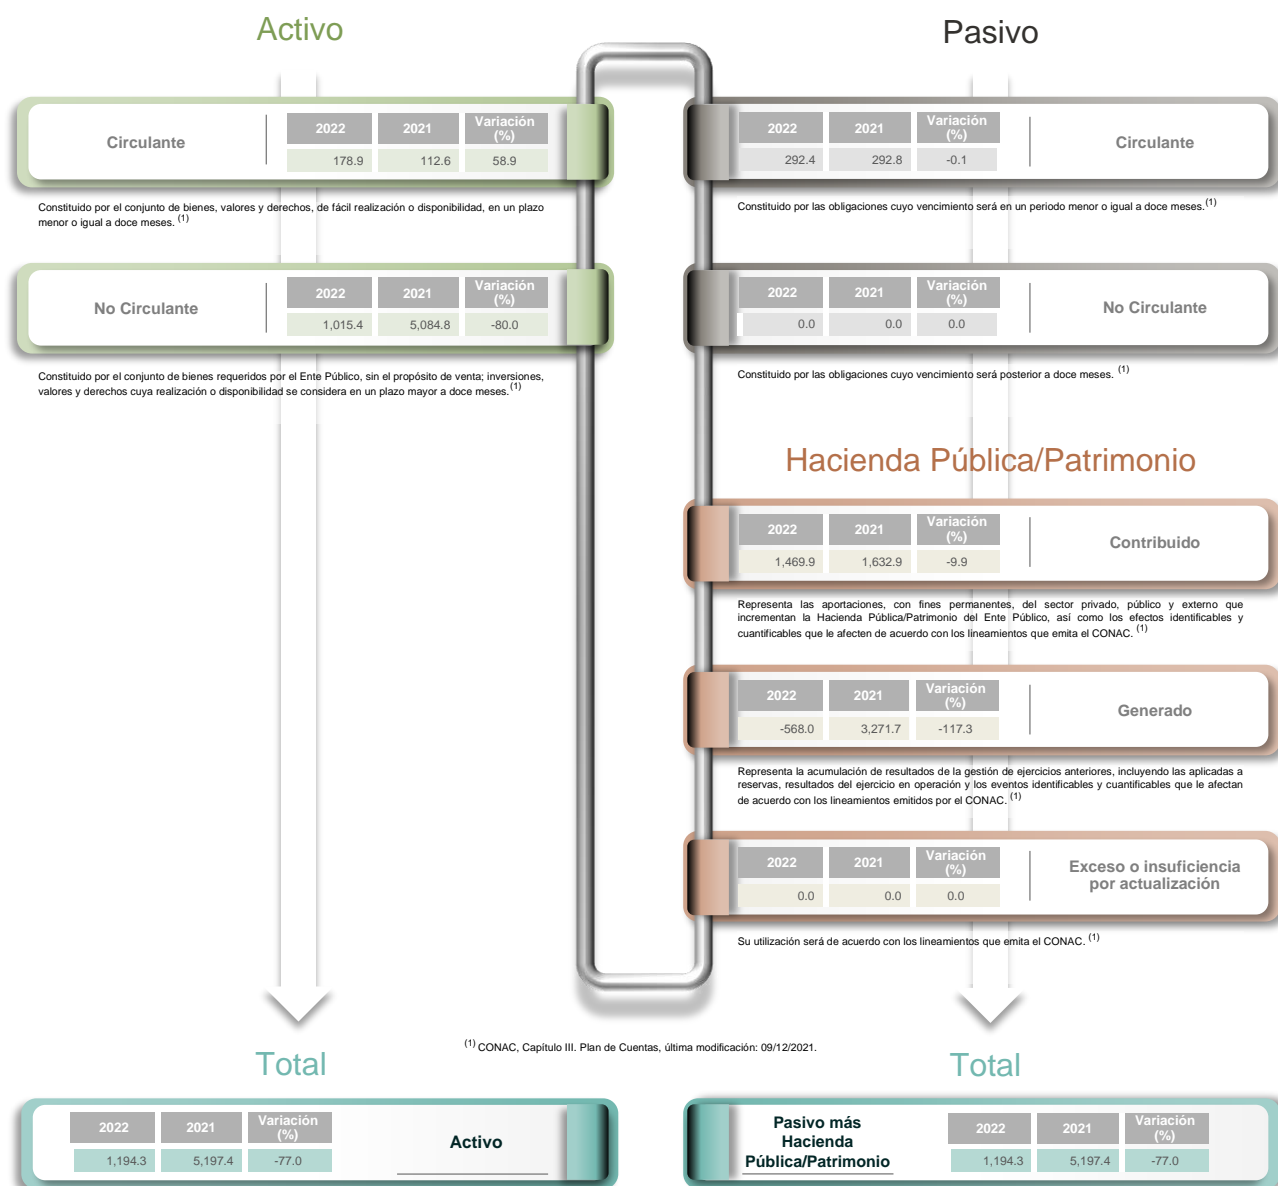 Activo
Circulante
2022 2021 Variación (%)
178.9 112.6 58.9
Constituido por el conjunto de bienes, valores y derechos, de fácil realización o disponibilidad, en un plazo
menor o igual a doce meses. (1)
No Circulante
2022 2021 Variación (%)
1,015.4 5,084.8 -80.0
Constituido por el conjunto de bienes requeridos por el Ente Público, sin el propósito de venta; inversiones,
valores y derechos cuya realización o disponibilidad se considera en un plazo mayor a doce meses. (1)
Pasivo
2022 2021 Variación (%)
292.4 292.8 -0.1
Circulante
Constituido por las obligaciones cuyo vencimiento será en un periodo menor o igual a doce meses. (1)
2022 2021 Variación (%)
0.0 0.0 0.0
No Circulante
Constituido por las obligaciones cuyo vencimiento será posterior a doce meses. (1)
Hacienda Pública/Patrimonio
2022 2021 Variación (%)
1,469.9 1,632.9 -9.9
Contribuido
Representa las aportaciones, con fines permanentes, del sector privado, público y externo que
incrementan la Hacienda Pública/Patrimonio del Ente Público, así como los efectos identificables y
cuantificables que le afecten de acuerdo con los lineamientos que emita el CONAC. (1)
2022 2021 Variación (%)
-568.0 3,271.7 -117.3
Generado
Representa la acumulación de resultados de la gestión de ejercicios anteriores, incluyendo las aplicadas a
reservas, resultados del ejercicio en operación y los eventos identificables y cuantificables que le afectan
de acuerdo con los lineamientos emitidos por el CONAC. (1)
2022 2021 Variación (%)
0.0 0.0 0.0
Exceso o insuficiencia
por actualización
Su utilización será de acuerdo con los lineamientos que emita el CONAC. (1)
(1) CONAC, Capítulo III. Plan de Cuentas, última modificación: 09/12/2021.
Total
2022 2021 Variación (%)
1,194.3 5,197.4 -77.0
Activo
Total
Pasivo más
Hacienda
Pública/Patrimonio
2022 2021 Variación (%)
1,194.3 5,197.4 -77.0